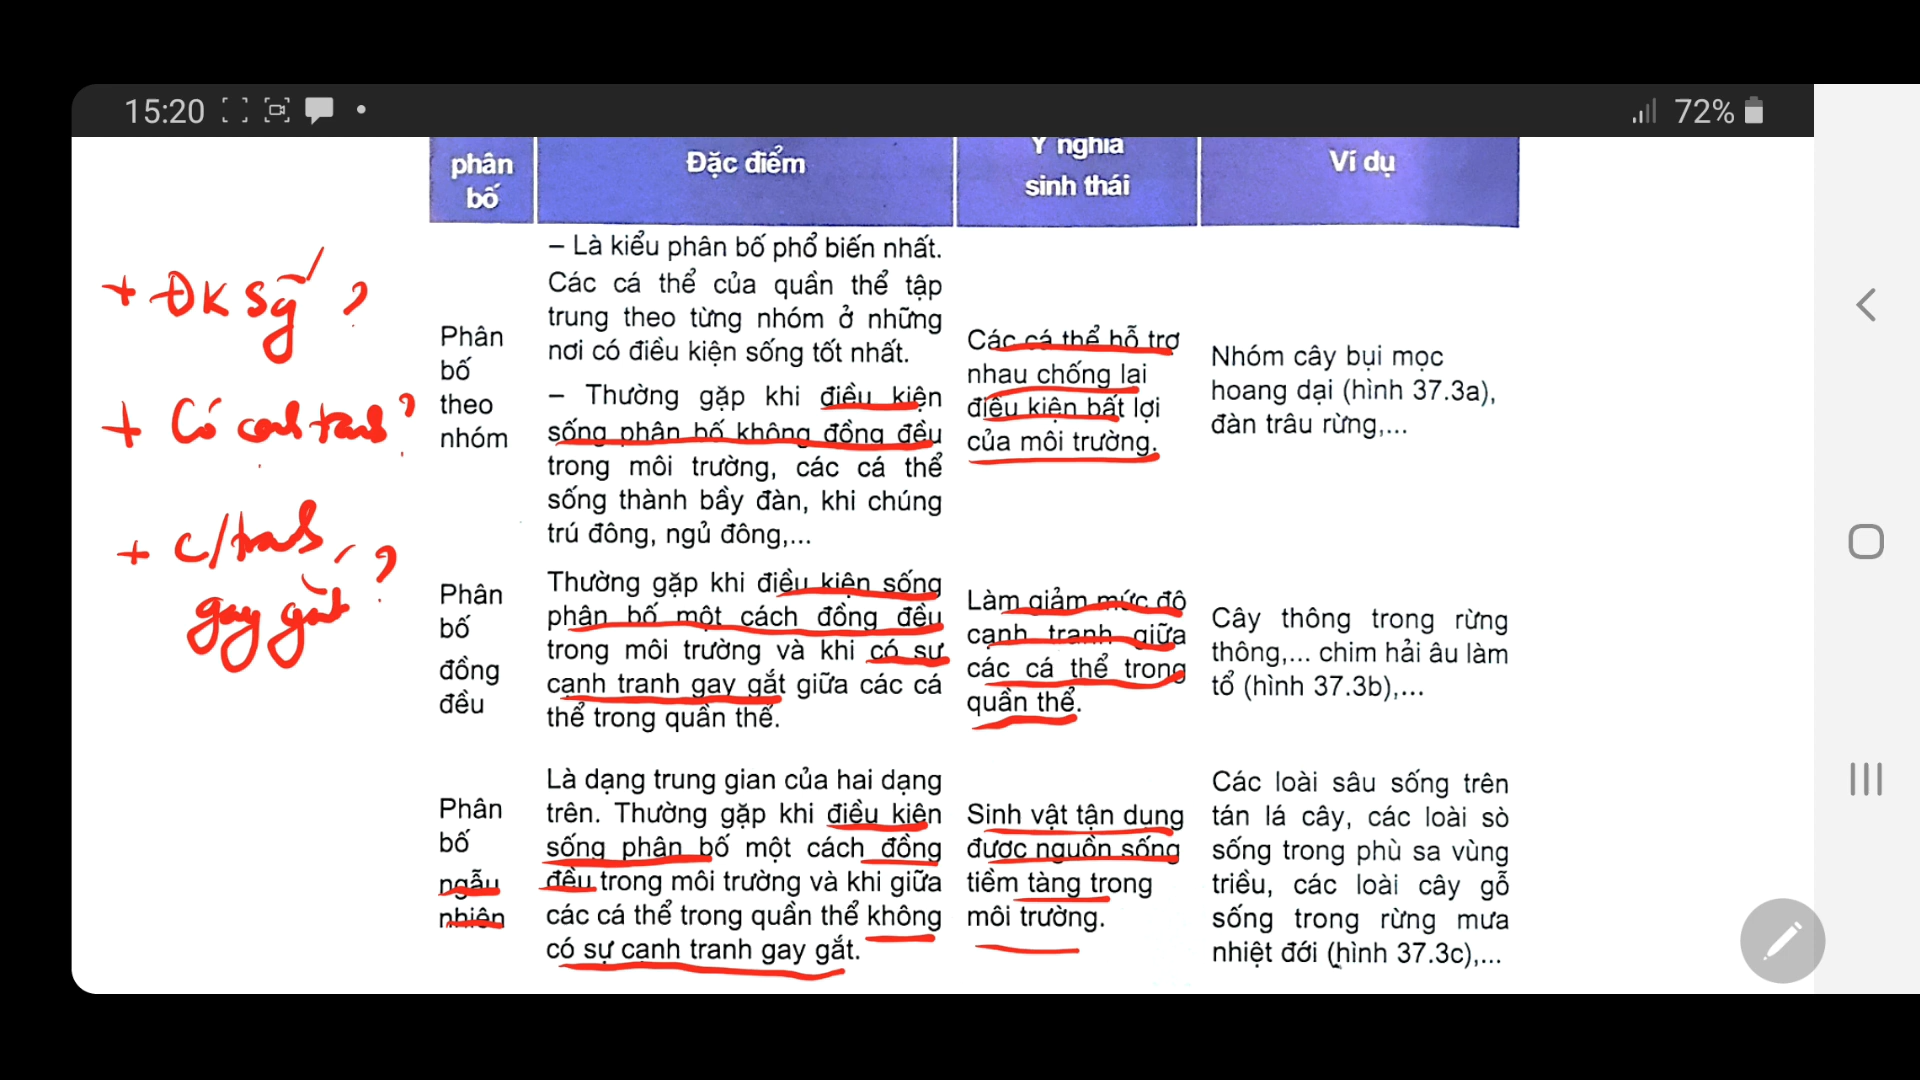 15:20
72%
phân
bố
Đặc điểm
Ý nghĩa
sinh thái
Ví dụ
+ ĐK sg ?
+ Có canh tranh ?
+ c/tranh
gay gắt ?
Phân
bố
theo
nhóm
– Là kiểu phân bố phổ biến nhất.
Các cá thể của quần thể tập
trung theo từng nhóm ở những
nơi có điều kiện sống tốt nhất.
– Thường gặp khi điều kiện
sống phân bố không đồng đều
trong môi trường, các cá thể
sống thành bầy đàn, khi chúng
trú đông, ngủ đông,...
Các cá thể hỗ trợ
nhau chống lại
điều kiện bất lợi
của môi trường.
Nhóm cây bụi mọc
hoang dại (hình 37.3a),
đàn trâu rừng,...
Phân
bố
đồng
đều
Thường gặp khi điều kiện sống
phân bố một cách đồng đều
trong môi trường và khi có sự
cạnh tranh gay gắt giữa các cá
thể trong quần thể.
Làm giảm mức độ
cạnh tranh giữa
các cá thể trong
quần thể.
Cây thông trong rừng
thông,... chim hải âu làm
tổ (hình 37.3b),...
Phân
bố
ngẫu
nhiên
Là dạng trung gian của hai dạng
trên. Thường gặp khi điều kiện
sống phân bố một cách đồng
đều trong môi trường và khi giữa
các cá thể trong quần thể không
có sự cạnh tranh gay gắt.
Sinh vật tận dụng
được nguồn sống
tiềm tàng trong
môi trường.
Các loài sâu sống trên
tán lá cây, các loài sò
sống trong phù sa vùng
triều, các loài cây gỗ
sống trong rừng mưa
nhiệt đới (hình 37.3c),...